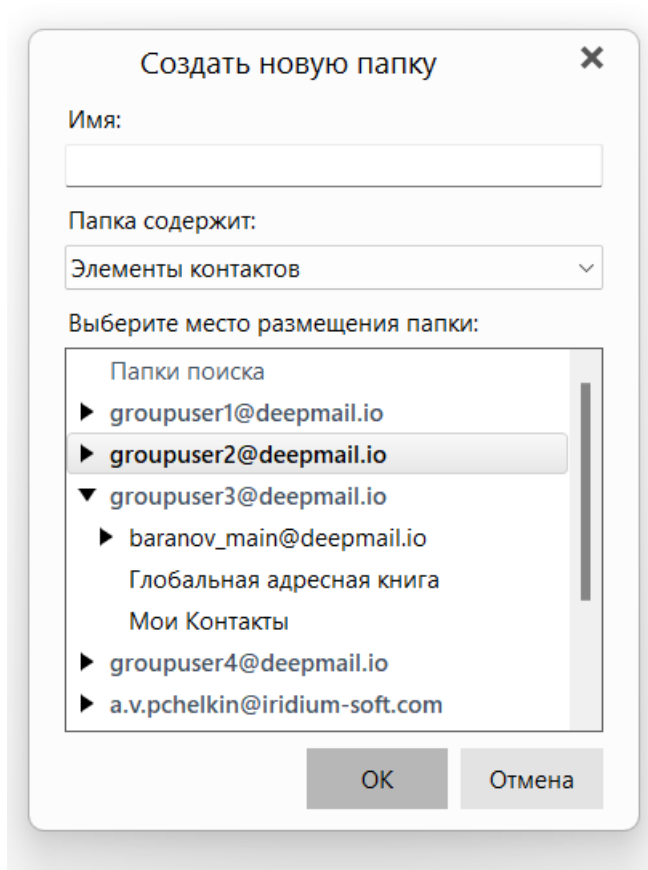 Создать новую папку
Имя:
Папка содержит:
Элементы контактов
Выберите место размещения папки:
Папки поиска
groupuser1@deepmail.io
groupuser2@deepmail.io
groupuser3@deepmail.io
baranov_main@deepmail.io
Глобальная адресная книга
Мои Контакты
groupuser4@deepmail.io
a.v.pchelkin@iridium-soft.com
ОК Отмена